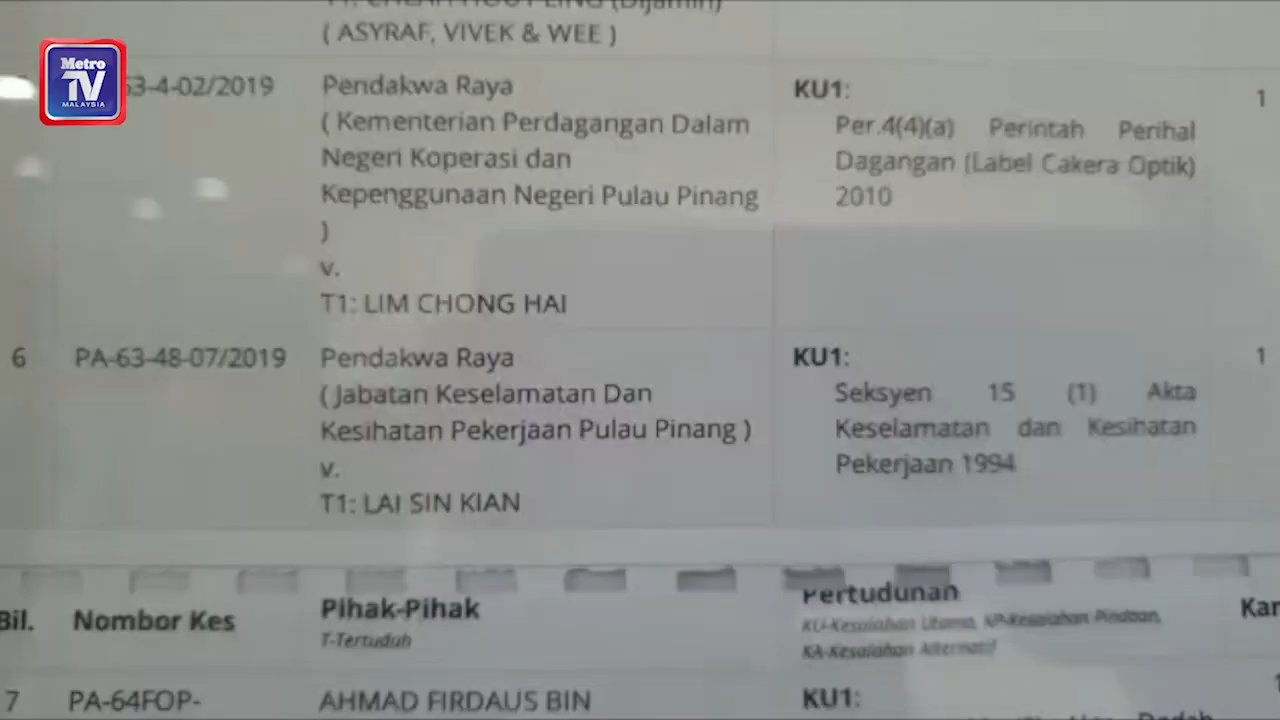 ( ASYRAF, VIVEK & WEE )
Metro
TV
MALAYSIA
63-4-02/2019
Pendakwa Raya
( Kementerian Perdagangan Dalam
Negeri Koperasi dan
Kepenggunaan Negeri Pulau Pinang
)
v.
T1: LIM CHONG HAI
KU1:
Per.4(4)(a) Perintah Perihal
Dagangan (Label Cakera Optik)
2010
1
6
PA-63-48-07/2019
Pendakwa Raya
( Jabatan Keselamatan Dan
Kesihatan Pekerjaan Pulau Pinang )
v.
T1: LAI SIN KIAN
KU1:
Seksyen 15 (1) Akta
Keselamatan dan Kesihatan
Pekerjaan 1994
1
Bil.
Nombor Kes
Pihak-Pihak
T-Tertuduh
Pertuduhan
KU-Kesalahan Utama, KP-Kesalahan Pindaan,
KA-Kesalahan Alternatif
7
PA-64FOP-
AHMAD FIRDAUS BIN
KU1: